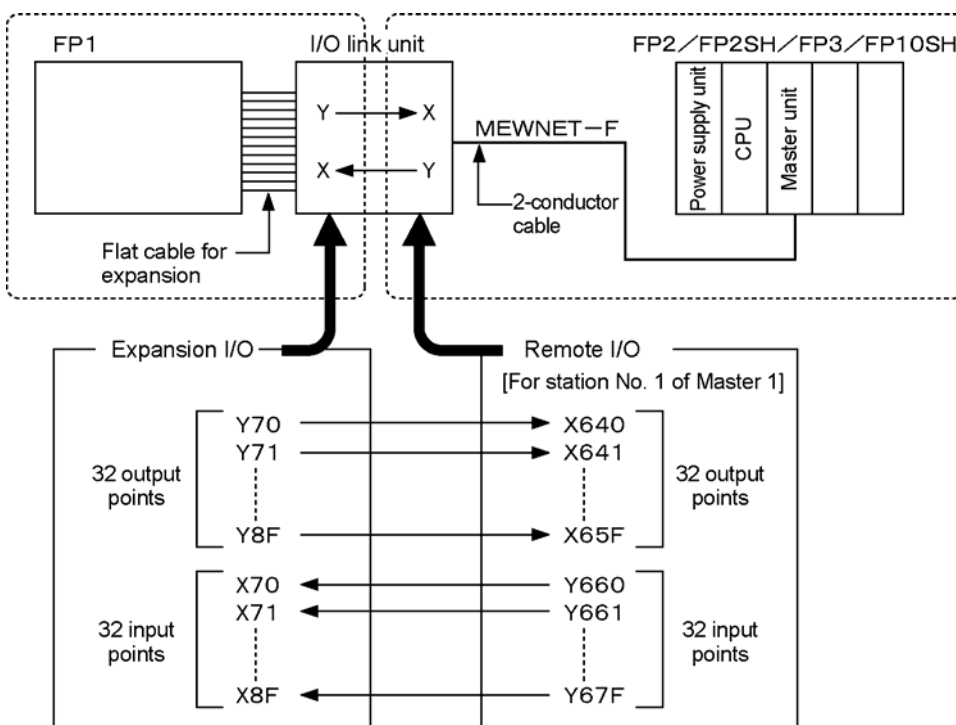 FP1
I/O link unit
FP2／FP2SH／FP3／FP10SH
Y
X
X
Y
MEWNET－F
Power supply unit
CPU
Master unit
2-conductor
cable
Flat cable for
expansion
Expansion I/O
Remote I/O
[For station No. 1 of Master 1]
32 output
points
Y70
Y71
Y8F
X640
X641
X65F
32 output
points
32 input
points
X70
X71
X8F
Y660
Y661
Y67F
32 input
points